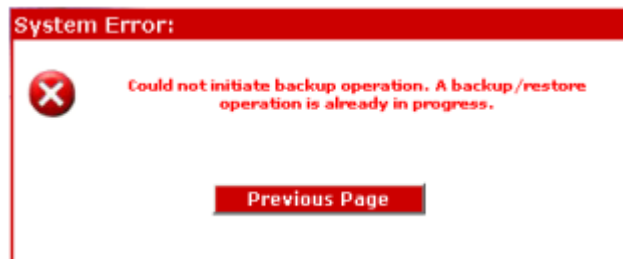 System Error:
Could not initiate backup operation. A backup/restore
operation is already in progress.
Previous Page